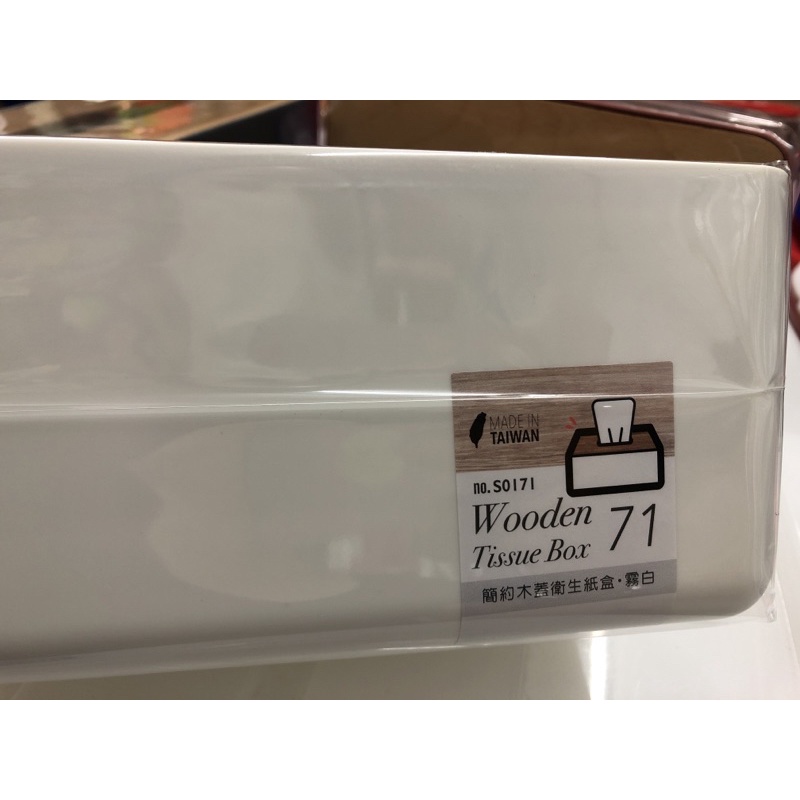 MADE IN
TAIWAN
no.S0171
Wooden
Tissue Box
71
簡約木蓋衛生紙盒·霧白